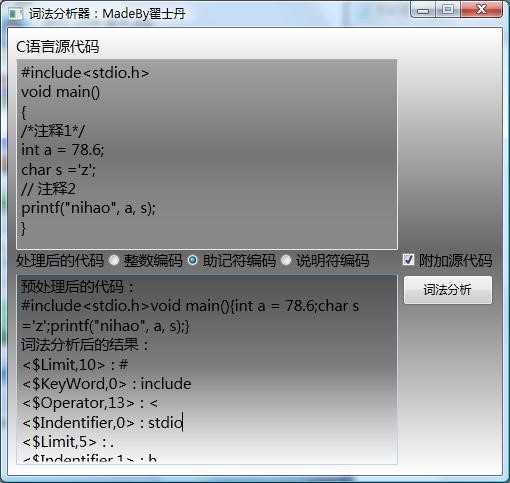 词法分析器：MadeBy瞿士丹
C语言源代码
#include<stdio.h>
void main()
{
/*注释1*/
int a = 78.6;
char s ='z';
// 注释2
printf("nihao", a, s);
}
处理后的代码 整数编码 助记符编码 说明符编码 附加源代码
词法分析
预处理后的代码：
#include<stdio.h>void main(){int a = 78.6;char s
='z';printf("nihao", a, s);}
词法分析后的结果：
<$Limit,10> : #
<$KeyWord,0> : include
<$Operator,13> : <
<$Indentifier,0> : stdio
<$Limit,5> : .
<$Indentifier,1> : h